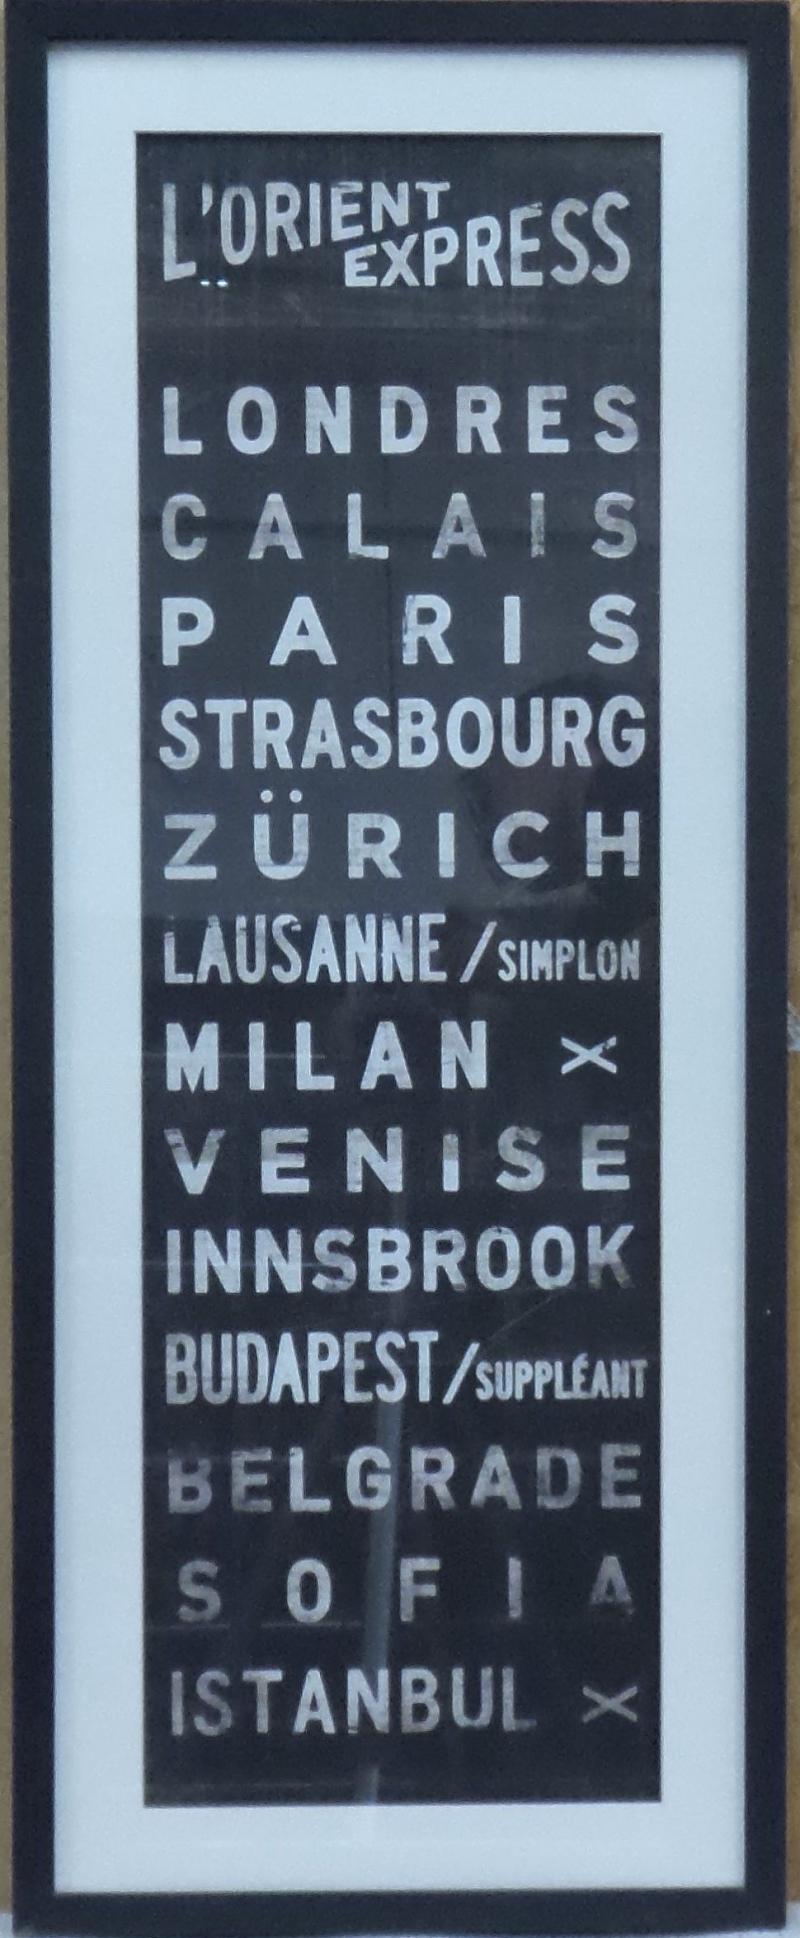 L'ORIENT EXPRESS
LONDRES
CALAIS
PARIS
STRASBOURG
ZÜRICH
LAUSANNE / SIMPLON
MILAN X
VENISE
INNSBROOK
BUDAPEST / SUPPLÉANT
BELGRADE
SOFIA
ISTANBUL X